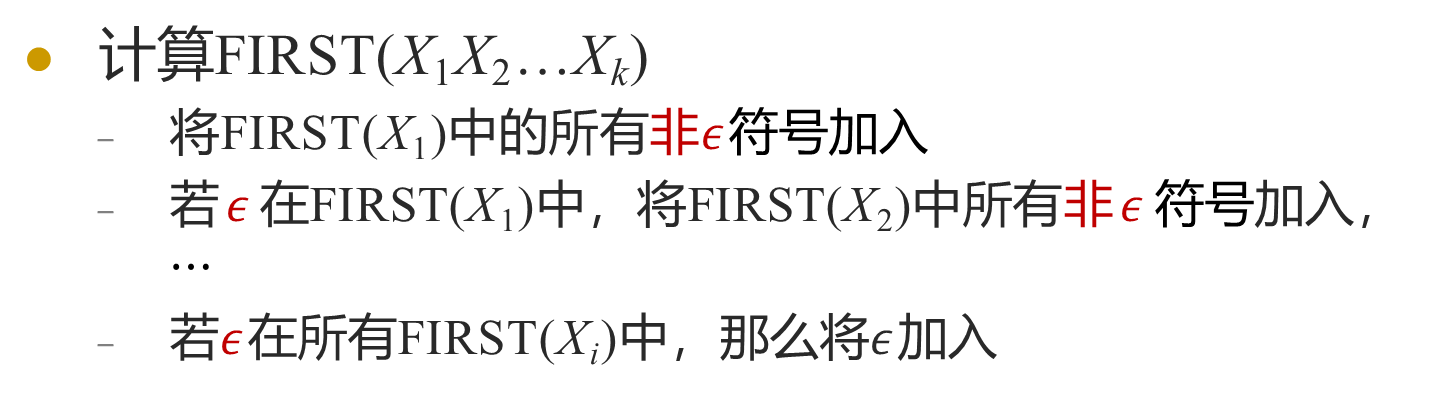 ● 计算FIRST(X₁X₂…Xₖ)
– 将FIRST(X₁)中的所有非ϵ符号加入
– 若ϵ在FIRST(X₁)中，将FIRST(X₂)中所有非ϵ符号加入，
…
– 若ϵ在所有FIRST(Xᵢ)中，那么将ϵ加入